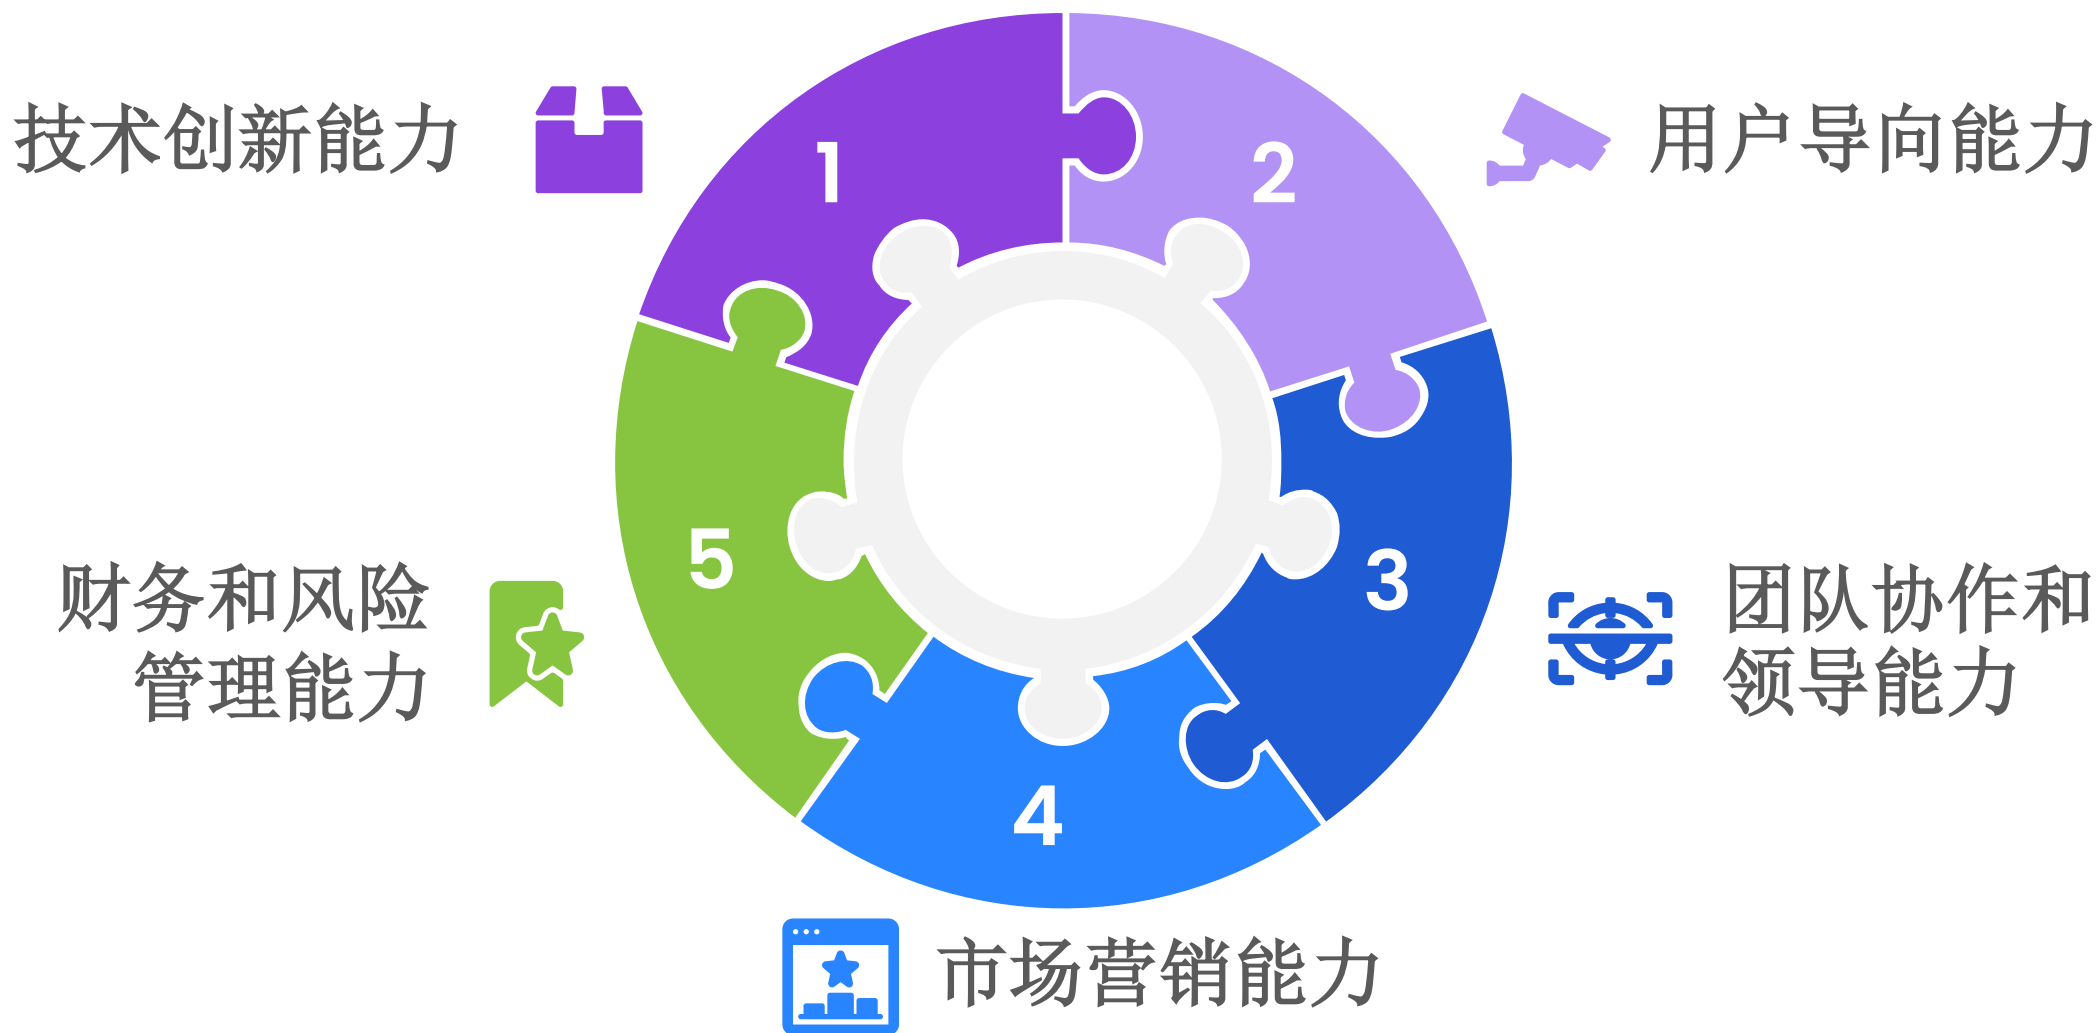 技术创新能力
1
2
用户导向能力
财务和风险
管理能力
5
3
团队协作和
领导能力
4
市场营销能力